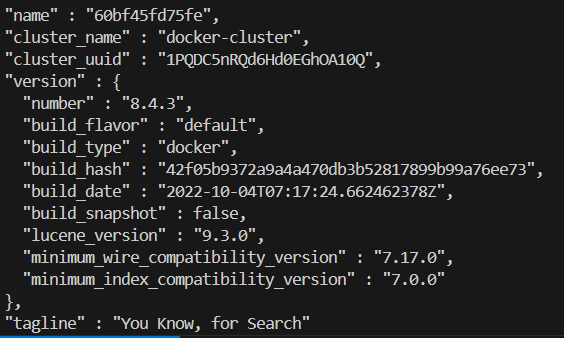 "name" : "60bf45fd75fe",
"cluster_name" : "docker-cluster",
"cluster_uuid" : "1PQDC5nRQd6Hd0EGhOA10Q",
"version" : {
"number" : "8.4.3",
"build_flavor" : "default",
"build_type" : "docker",
"build_hash" : "42f05b9372a9a4a470db3b52817899b99a76ee73",
"build_date" : "2022-10-04T07:17:24.662462378Z",
"build_snapshot" : false,
"lucene_version" : "9.3.0",
"minimum_wire_compatibility_version" : "7.17.0",
"minimum_index_compatibility_version" : "7.0.0"
},
"tagline" : "You Know, for Search"